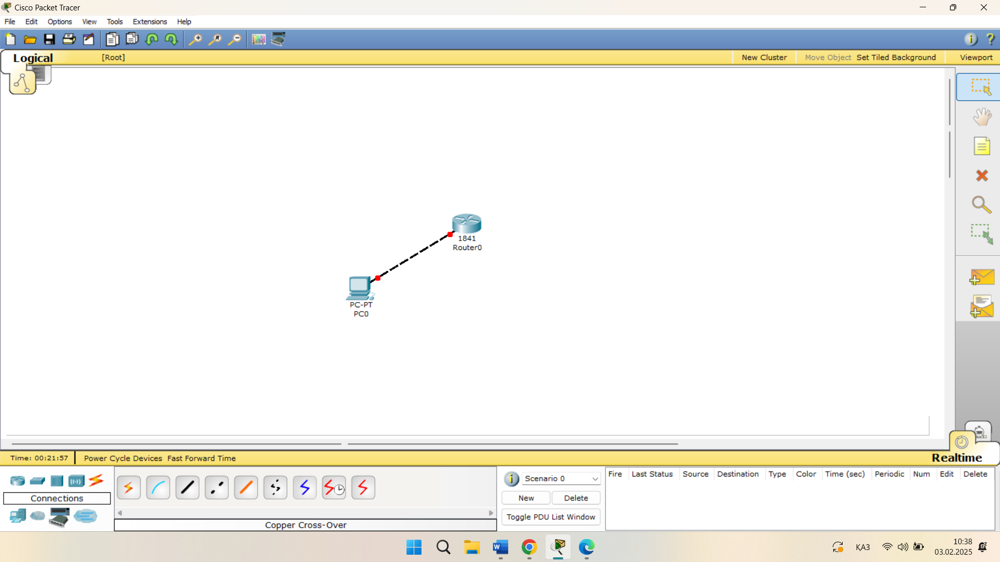 Cisco Packet Tracer
File Edit Options View Tools Extensions Help
Logical [Root] New Cluster Move Object Set Tiled Background Viewport
1841
Router0
PC-PT
PC0
Time: 00:21:57 Power Cycle Devices Fast Forward Time Realtime
Connections
Copper Cross-Over
Scenario 0
New Delete
Toggle PDU List Window
Fire Last Status Source Destination Type Color Time (sec) Periodic Num Edit Delete
ҚАЗ
10:38
03.02.2025